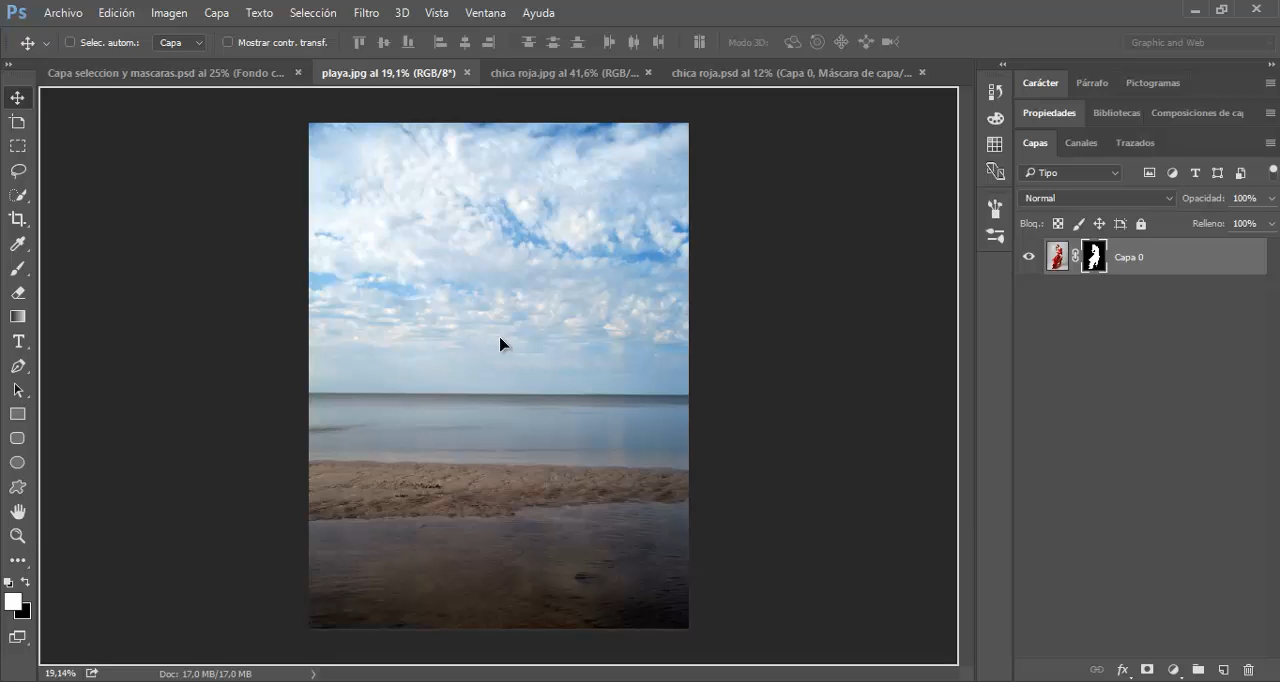 Ps Archivo Edición Imagen Capa Texto Selección Filtro 3D Vista Ventana Ayuda
Selec. autom.: Capa Mostrar contr. transf. Modo 3D: Graphic and Web
Capa seleccion y mascaras.psd al 25% (Fondo c... × playa.jpg al 19,1% (RGB/8*) × chica roja.jpg al 41,6% (RGB/... × chica roja.psd al 12% (Capa 0, Máscara de capa/... ×
Carácter Párrafo Pictogramas
Propiedades Bibliotecas Composiciones de ca
Capas Canales Trazados
Tipo
Normal Opacidad: 100%
Bloq.: Relleno: 100%
Capa 0
T
19,14% Doc: 17,0 MB/17,0 MB
fx